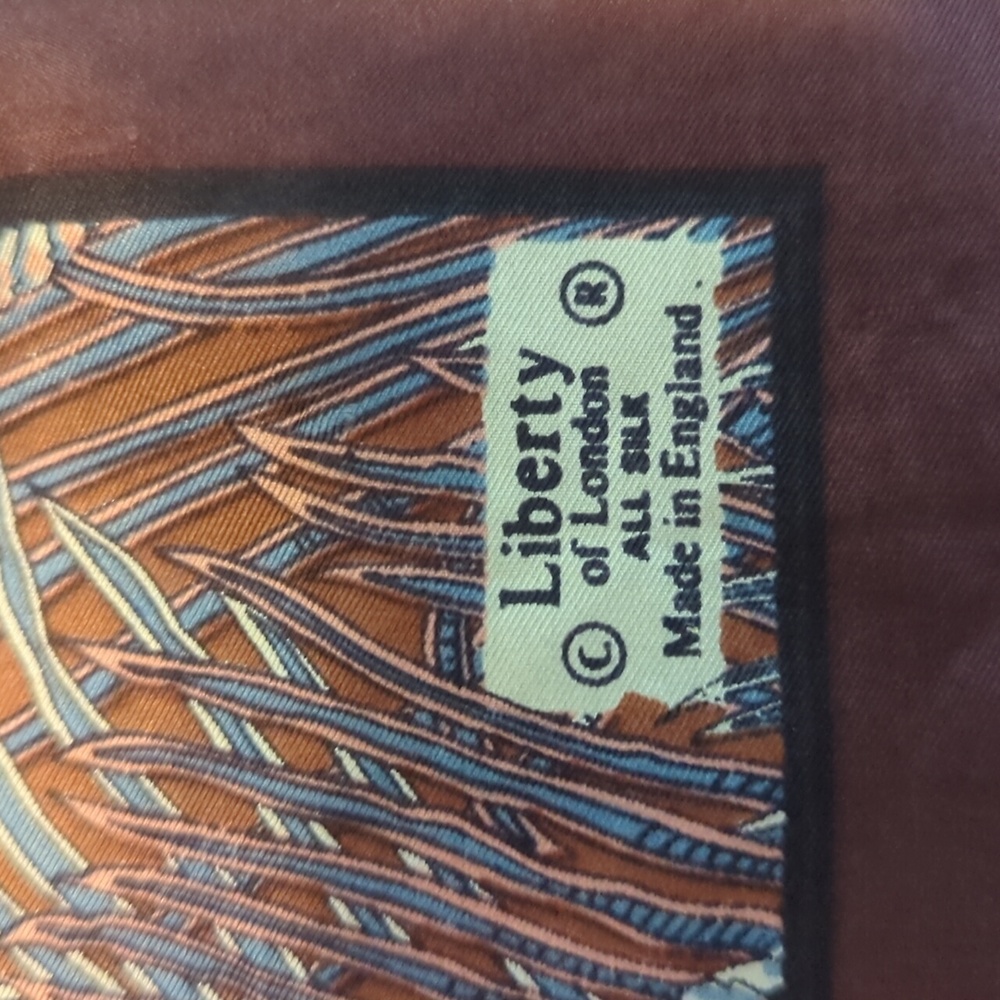 Liberty
© of London ®
ALL SILK
Made in England.